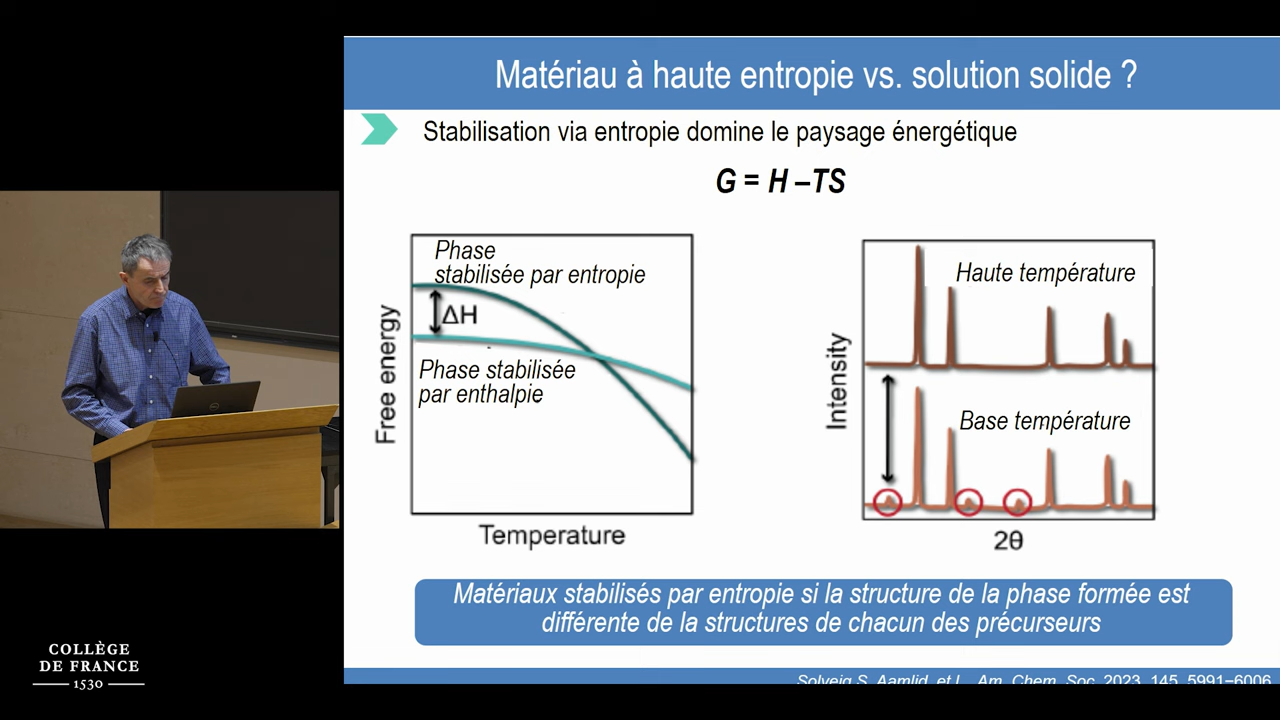 Matériau à haute entropie vs. solution solide ?
Stabilisation via entropie domine le paysage énergétique
G = H –TS
Phase
stabilisée par entropie
ΔH
Phase stabilisée
par enthalpie
Free energy
Temperature
Haute température
Base température
Intensity
2θ
Matériaux stabilisés par entropie si la structure de la phase formée est
différente de la structures de chacun des précurseurs
Solveig S. Aamlid, et L, Am. Chem. Soc. 2023, 145, 5991−6006
COLLÈGE
DE FRANCE
1530